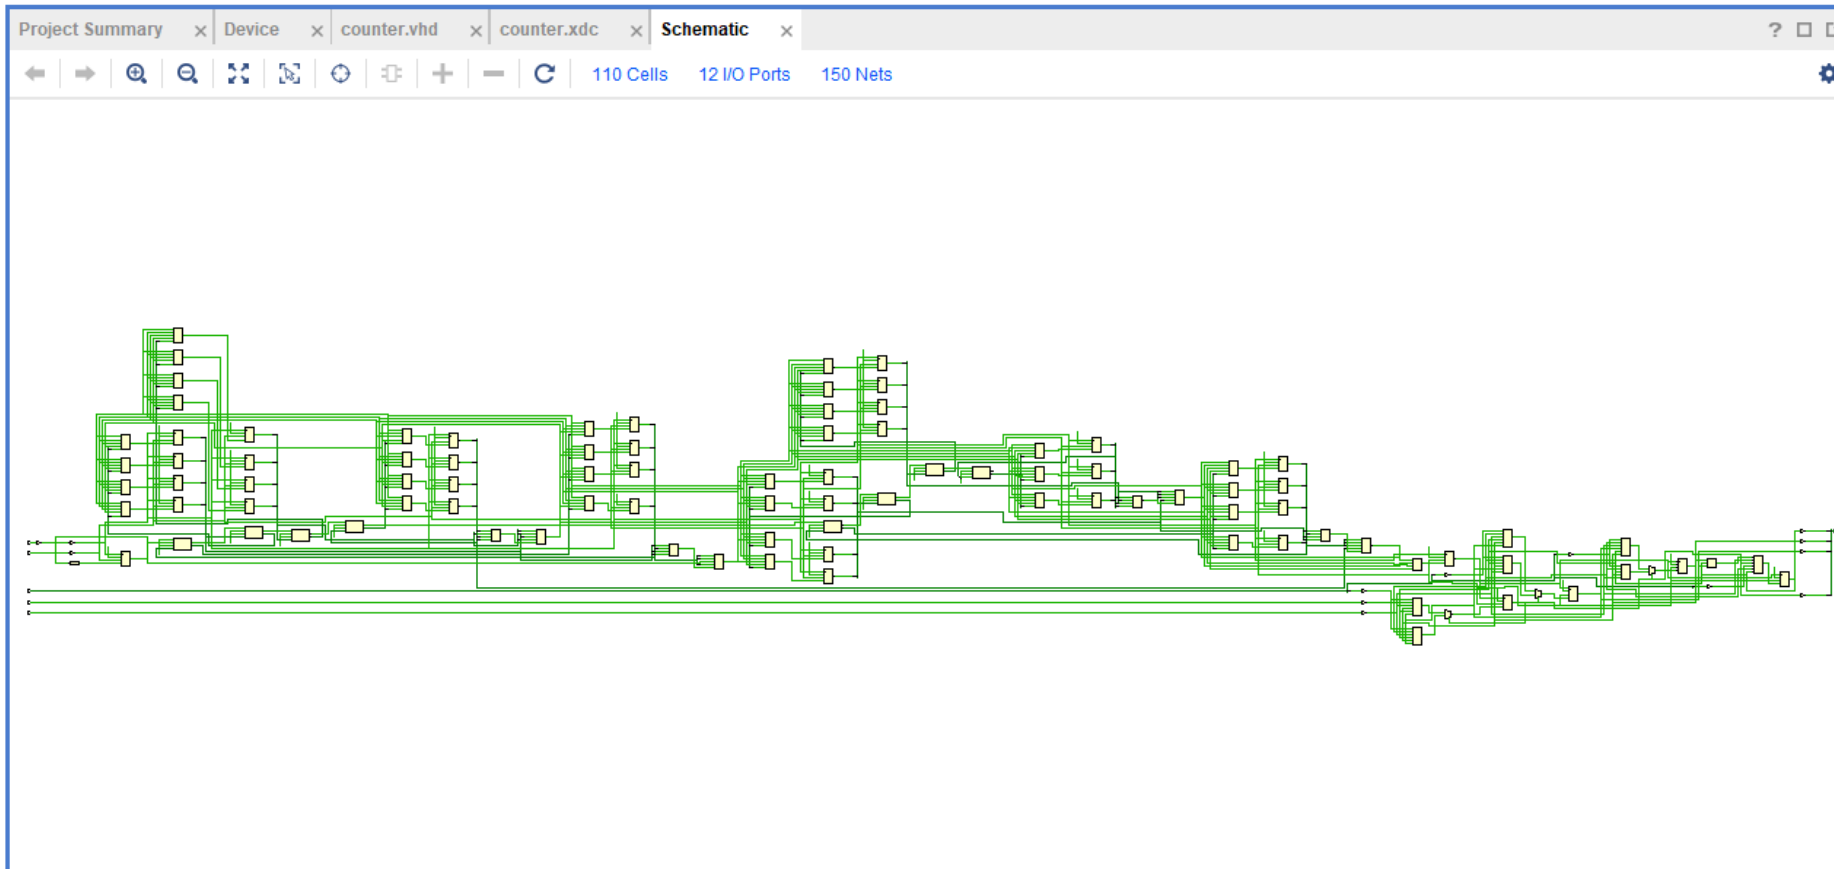 Project Summary × Device × counter.vhd × counter.xdc × Schematic × ?
110 Cells 12 I/O Ports 150 Nets